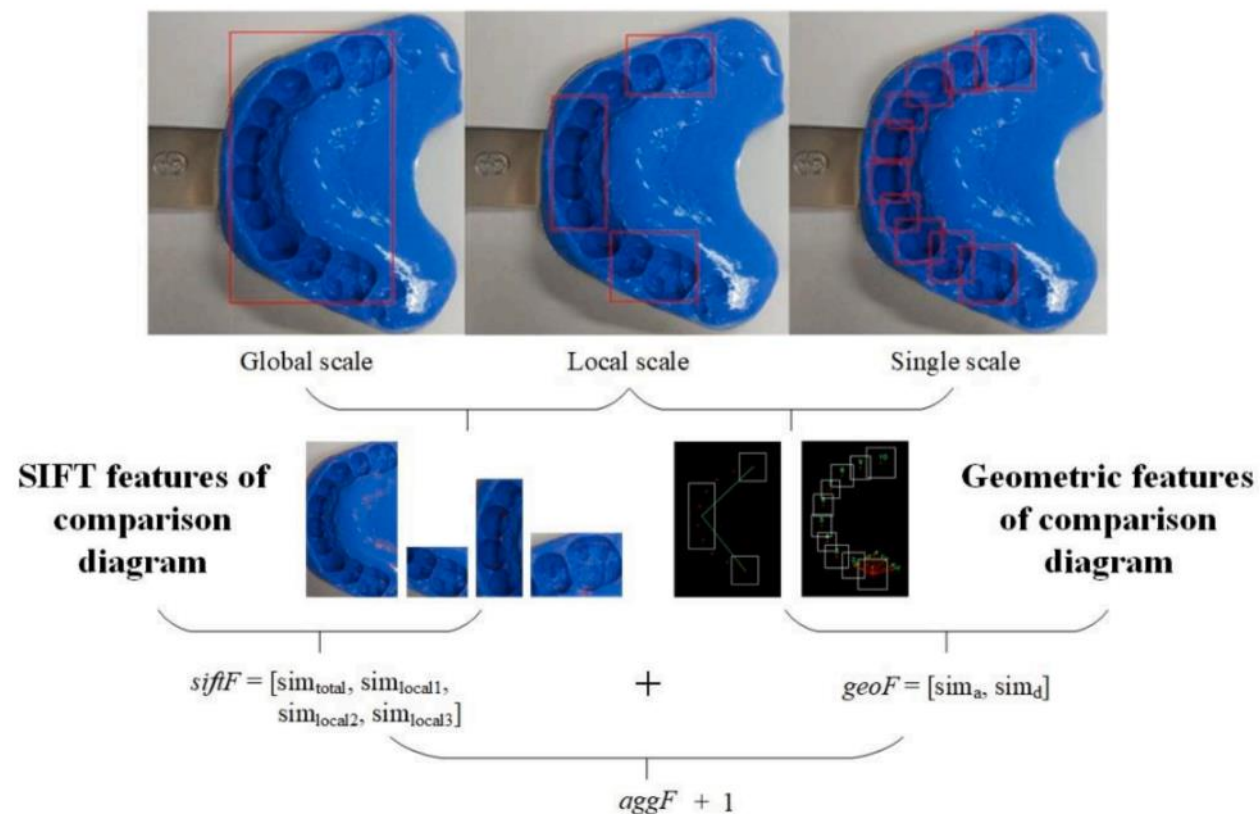 Global scale
Local scale
Single scale
SIFT features of
comparison
diagram
Geometric features
of comparison
diagram
siftF = [sim_total, sim_local1,
sim_local2, sim_local3]
+
geoF = [sim_a, sim_d]
aggF + 1